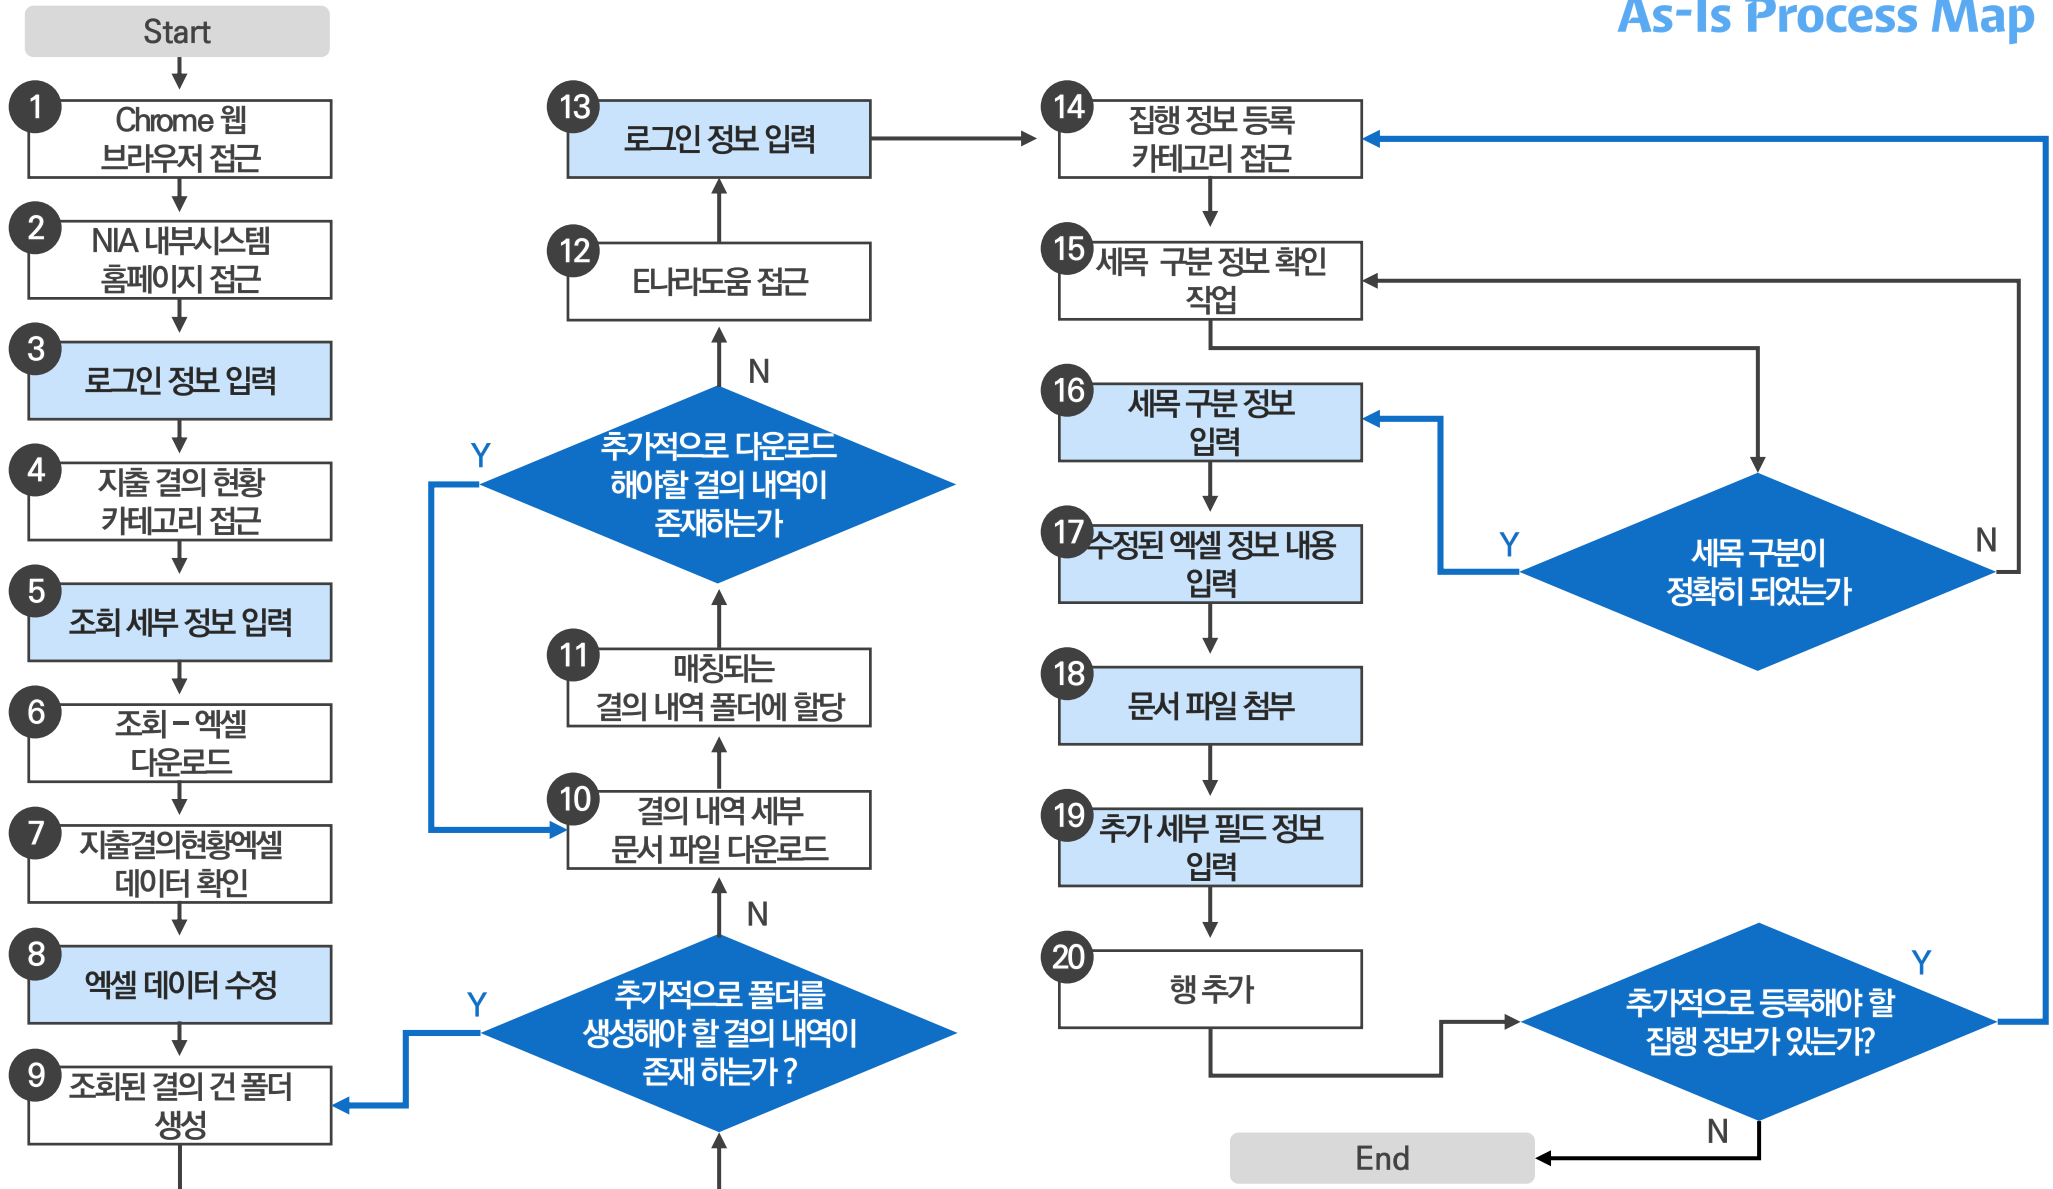 As-Is Process Map
Start
1
Chrome 웹
브라우저 접근
2
NIA 내부시스템
홈페이지 접근
3
로그인 정보 입력
4
지출 결의 현황
카테고리 접근
5
조회 세부 정보 입력
6
조회 – 엑셀
다운로드
7
지출결의현황엑셀
데이터 확인
8
엑셀 데이터 수정
9
조회된 결의 건 폴더
생성
13
로그인 정보 입력
12
E나라도움 접근
N
Y
추가적으로 다운로드
해야할 결의 내역이
존재하는가
11
매칭되는
결의 내역 폴더에 할당
10
결의 내역 세부
문서 파일 다운로드
N
Y
추가적으로 폴더를
생성해야 할 결의 내역이
존재 하는가 ?
14
집행 정보 등록
카테고리 접근
15
세목 구분 정보 확인
작업
16
세목 구분 정보
입력
17
수정된 엑셀 정보 내용
입력
18
문서 파일 첨부
19
추가 세부 필드 정보
입력
20
행 추가
Y
N
세목 구분이
정확히 되었는가
Y
추가적으로 등록해야 할
집행 정보가 있는가?
N
End